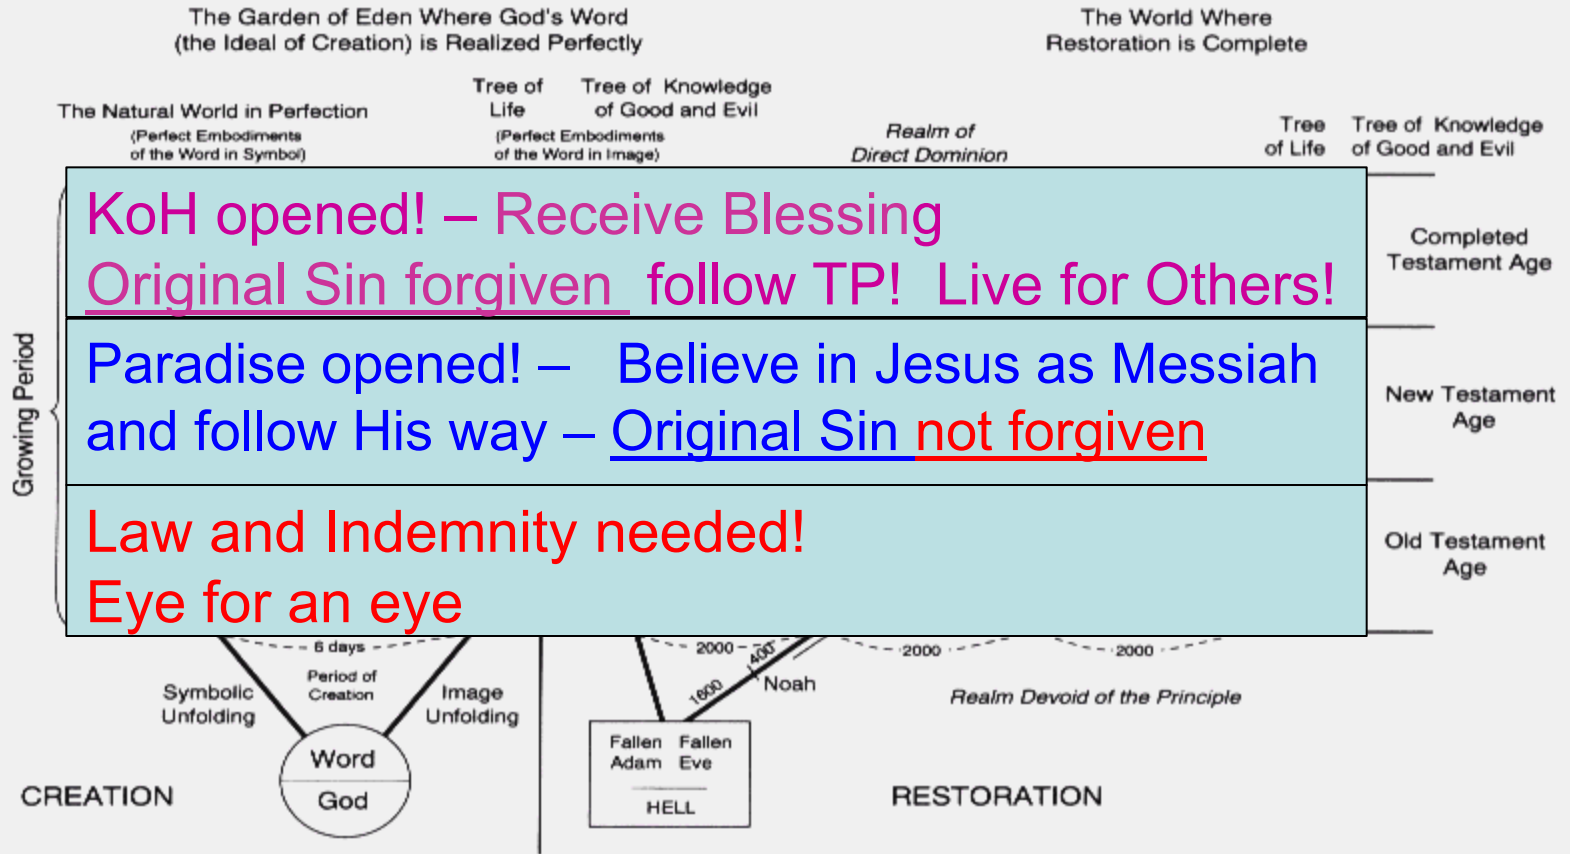 The Garden of Eden Where God's Word
(the Ideal of Creation) is Realized Perfectly
The World Where
Restoration is Complete
The Natural World in Perfection
(Perfect Embodiments
of the Word in Symbol)
Tree of
Life
Tree of Knowledge
of Good and Evil
(Perfect Embodiments
of the Word in Image)
Realm of
Direct Dominion
Tree
of Life
Tree of Knowledge
of Good and Evil
Growing Period
KoH opened! – Receive Blessing
Original Sin forgiven follow TP! Live for Others!
Completed
Testament Age
Paradise opened! – Believe in Jesus as Messiah
and follow His way – Original Sin not forgiven
New Testament
Age
Law and Indemnity needed!
Eye for an eye
Old Testament
Age
6 days
Period of
Creation
Symbolic
Unfolding
Image
Unfolding
Word
God
CREATION
2000
400
1600
Noah
2000
2000
Realm Devoid of the Principle
Fallen Adam
Fallen Eve
HELL
RESTORATION